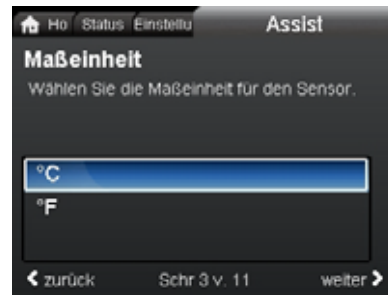 Ho Status Einstellu Assist
Maßeinheit
Wählen Sie die Maßeinheit für den Sensor.
°C
°F
zurück Schr 3 v. 11 weiter